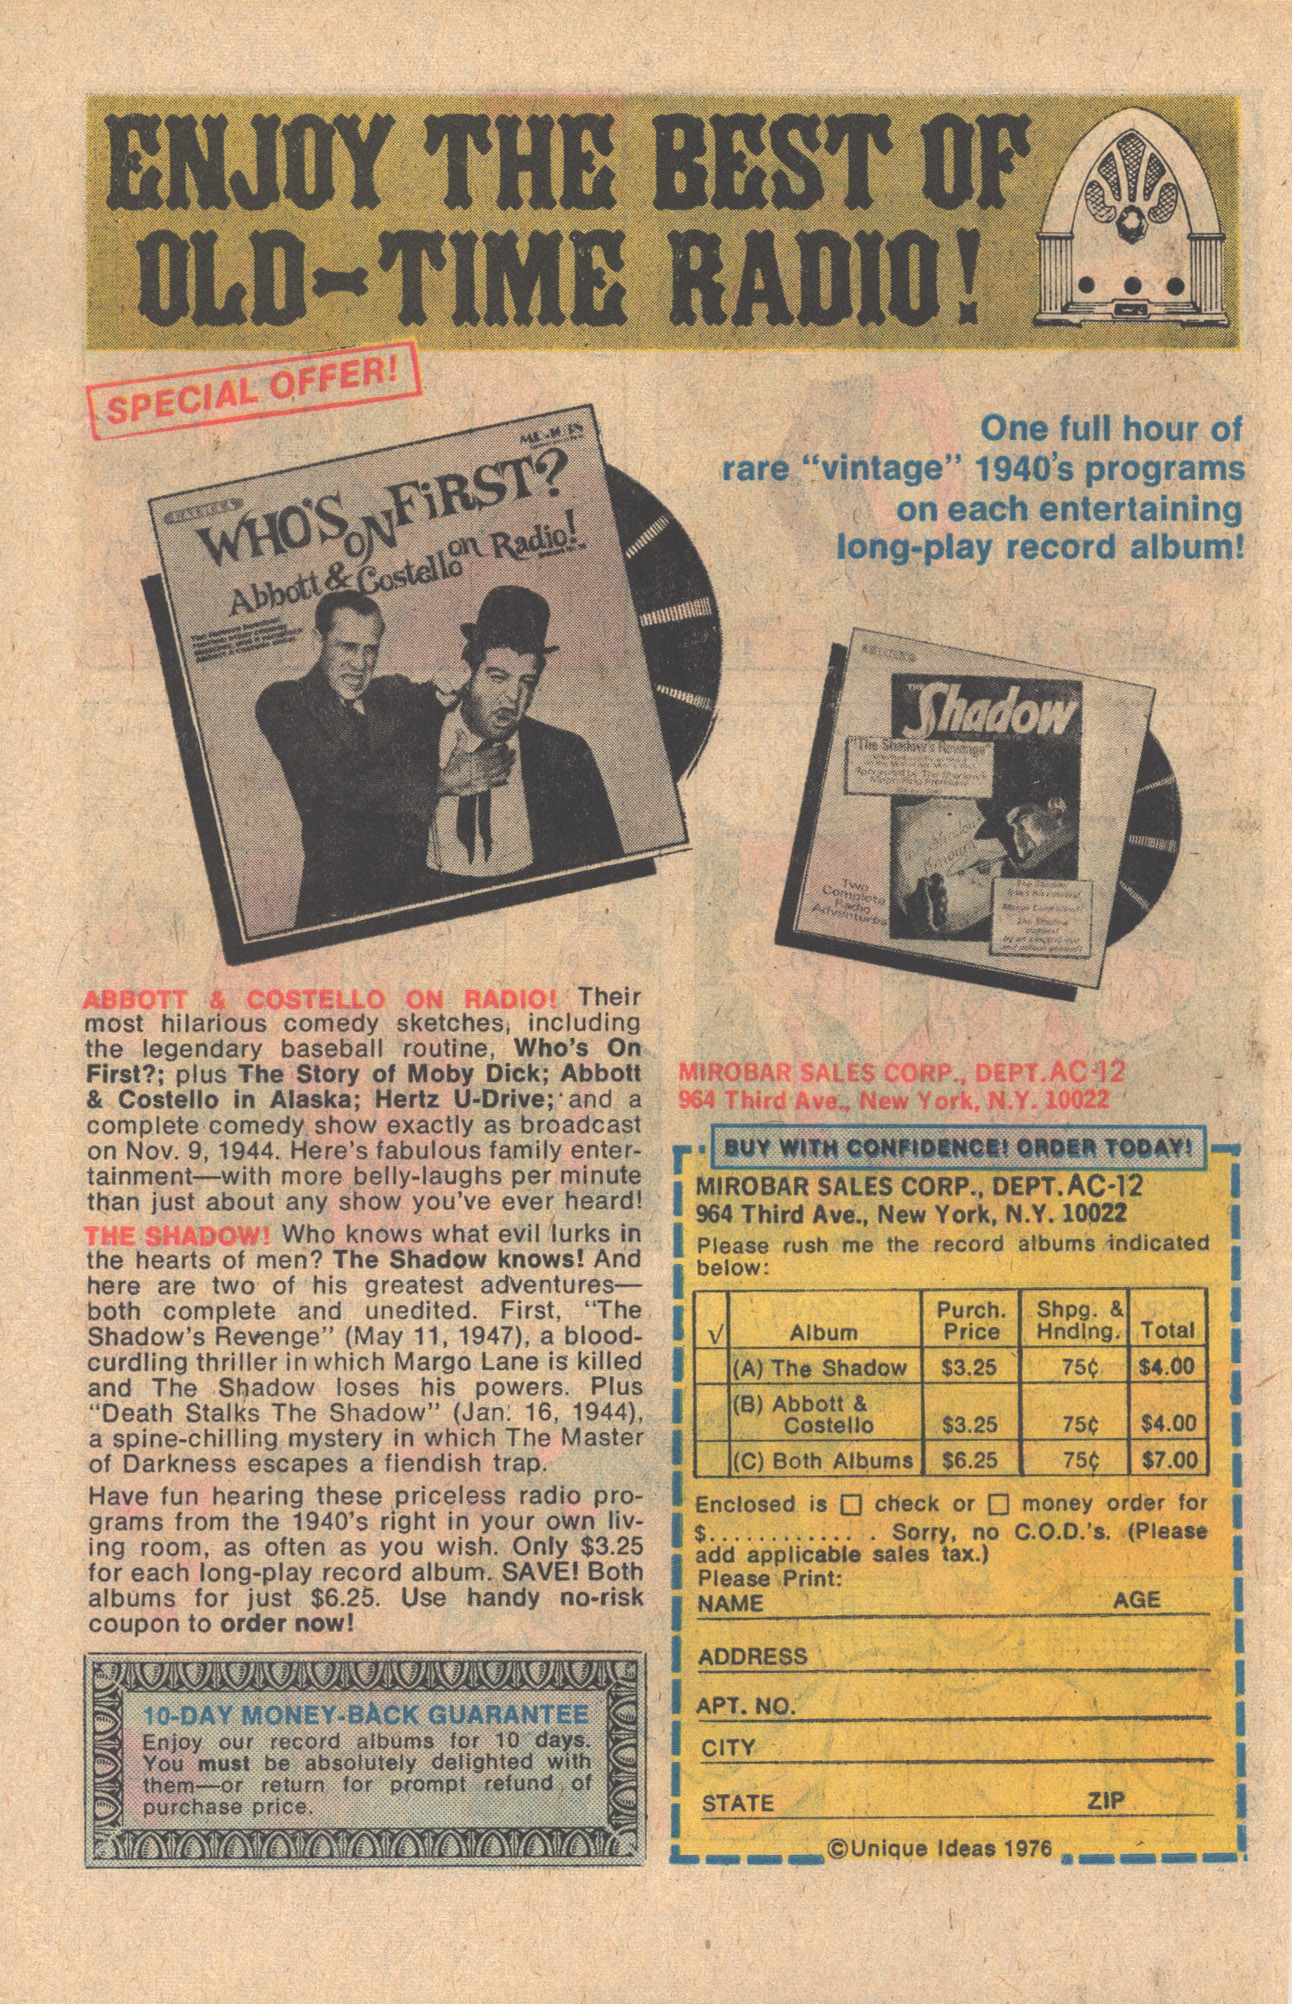 ENJOY THE BEST OF
OLD-TIME RADIO!
SPECIAL OFFER!
WHO'S ON FiRST?
Abbott & Costello on Radio!
One full hour of
rare "vintage" 1940's programs
on each entertaining
long-play record album!
THE Shadow
"The Shadow's Revenge"
Two
Complete
Radio
Adventures
ABBOTT & COSTELLO ON RADIO! Their
most hilarious comedy sketches, including
the legendary baseball routine, Who's On
First?; plus The Story of Moby Dick; Abbott
& Costello in Alaska; Hertz U-Drive; and a
complete comedy show exactly as broadcast
on Nov. 9, 1944. Here's fabulous family enter-
tainment—with more belly-laughs per minute
than just about any show you've ever heard!
THE SHADOW! Who knows what evil lurks in
the hearts of men? The Shadow knows! And
here are two of his greatest adventures—
both complete and unedited. First, "The
Shadow's Revenge" (May 11, 1947), a blood-
curdling thriller in which Margo Lane is killed
and The Shadow loses his powers. Plus
"Death Stalks The Shadow" (Jan. 16, 1944),
a spine-chilling mystery in which The Master
of Darkness escapes a fiendish trap.
Have fun hearing these priceless radio pro-
grams from the 1940's right in your own liv-
ing room, as often as you wish. Only $3.25
for each long-play record album. SAVE! Both
albums for just $6.25. Use handy no-risk
coupon to order now!
10-DAY MONEY-BACK GUARANTEE
Enjoy our record albums for 10 days.
You must be absolutely delighted with
them—or return for prompt refund of
purchase price.
MIROBAR SALES CORP., DEPT. AC-12
964 Third Ave., New York, N.Y. 10022
BUY WITH CONFIDENCE! ORDER TODAY!
MIROBAR SALES CORP., DEPT. AC-12
964 Third Ave., New York, N.Y. 10022
Please rush me the record albums indicated
below:
√ Album Purch. Price Shpg. & Hndlng. Total
(A) The Shadow $3.25 75¢ $4.00
(B) Abbott & Costello $3.25 75¢ $4.00
(C) Both Albums $6.25 75¢ $7.00
Enclosed is □ check or □ money order for
$.............. Sorry, no C.O.D.'s. (Please
add applicable sales tax.)
Please Print:
NAME AGE
ADDRESS
APT. NO.
CITY
STATE ZIP
©Unique Ideas 1976